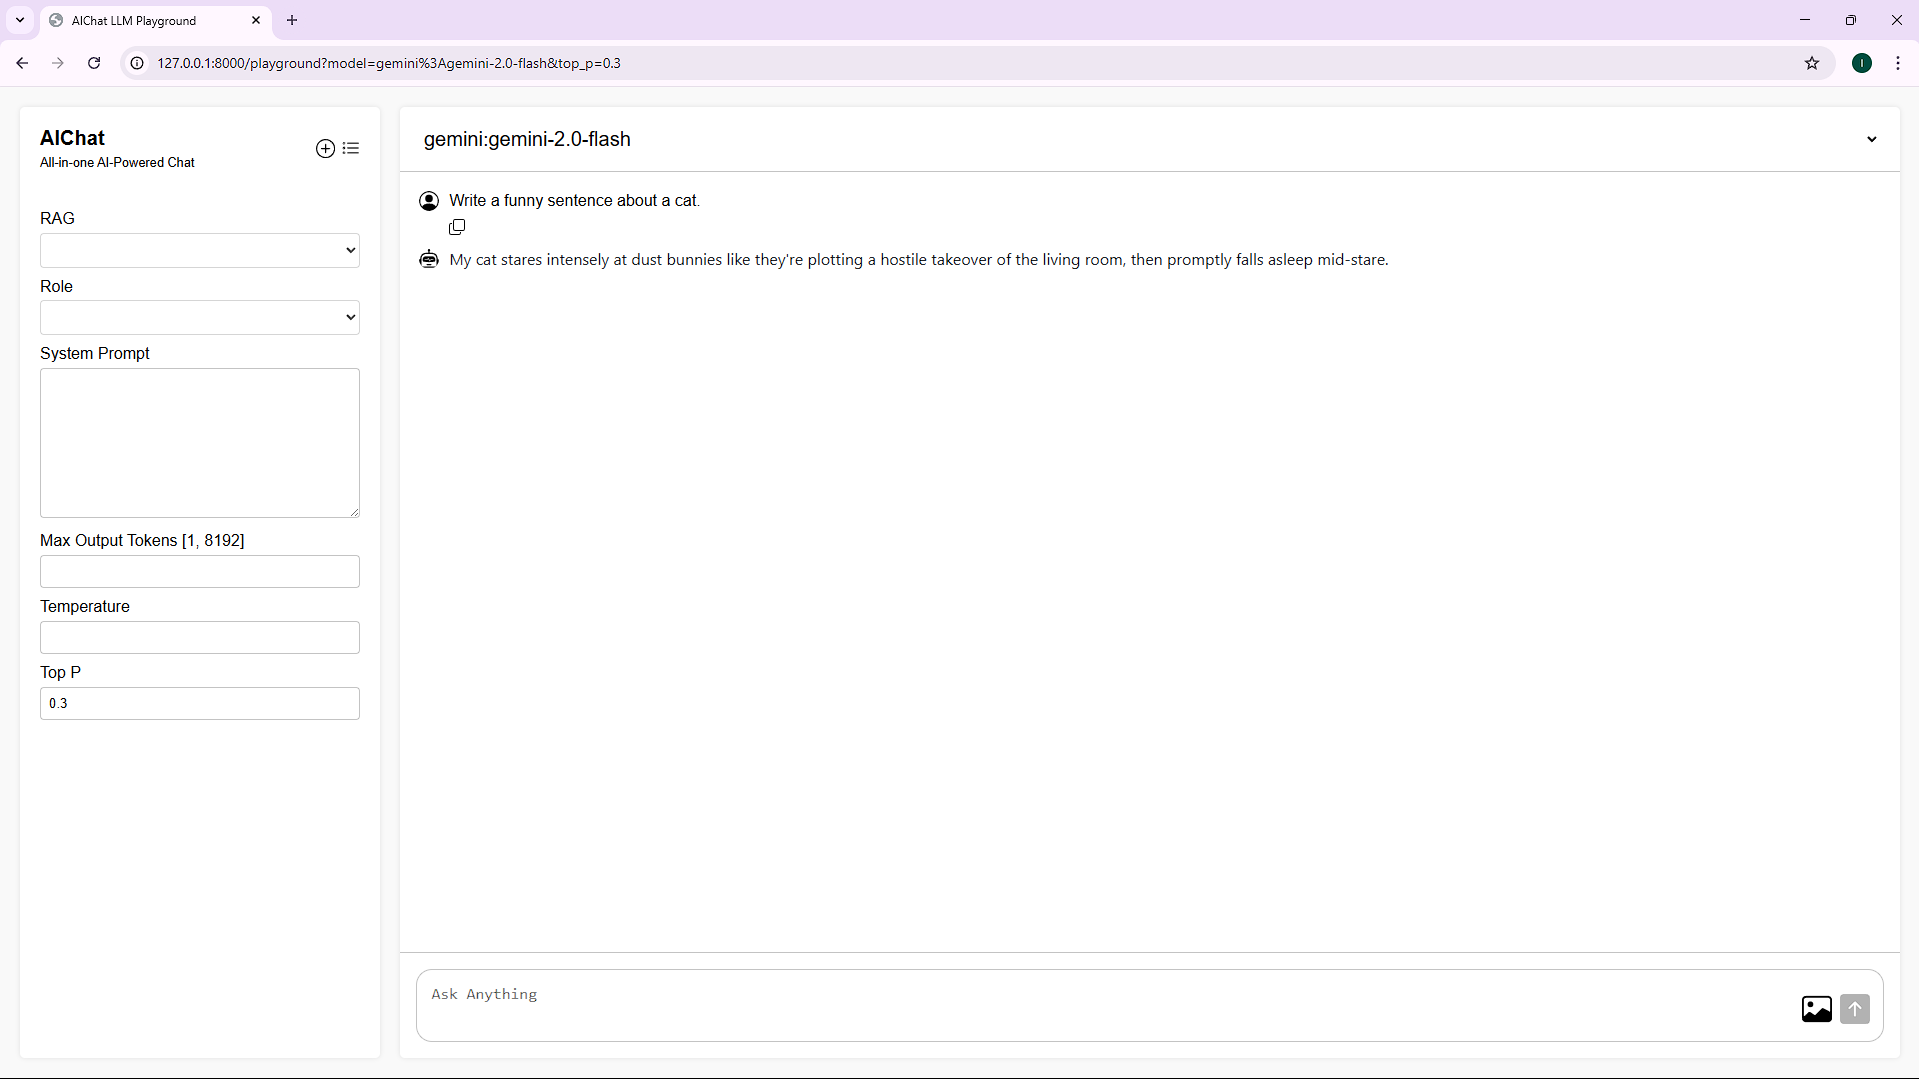 AIChat LLM Playground
127.0.0.1:8000/playground?model=gemini%3Agemini-2.0-flash&top_p=0.3
I
AIChat
All-in-one AI-Powered Chat
RAG
Role
System Prompt
Max Output Tokens [1, 8192]
Temperature
Top P
0.3
gemini:gemini-2.0-flash
Write a funny sentence about a cat.
My cat stares intensely at dust bunnies like they're plotting a hostile takeover of the living room, then promptly falls asleep mid-stare.
Ask Anything